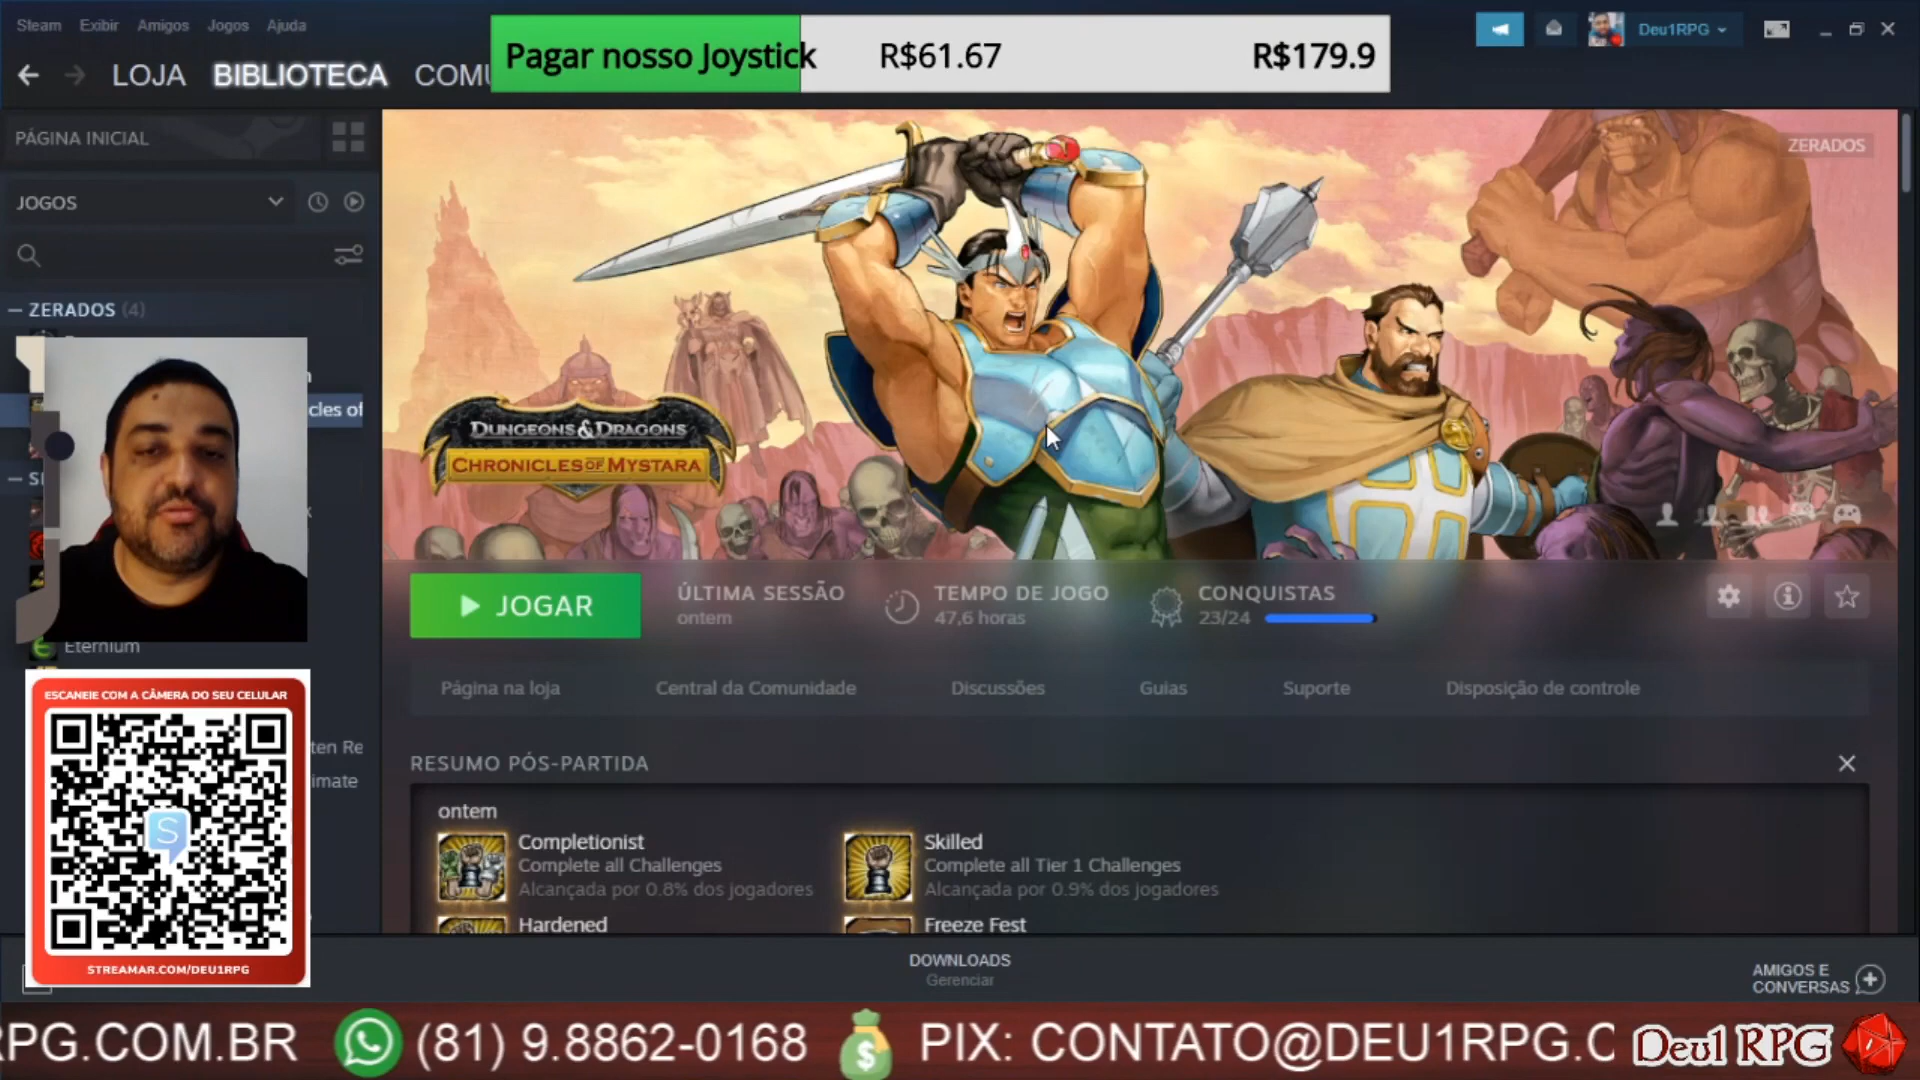 Steam Exibir Amigos Jogos Ajuda
Pagar nosso Joystick R$61.67 R$179.9
Deu1RPG
LOJA BIBLIOTECA COMU
PÁGINA INICIAL
ZERADOS
JOGOS
ZERADOS (4)
cles of
DUNGEONS & DRAGONS
CHRONICLES OF MYSTARA
JOGAR
ÚLTIMA SESSÃO
ontem
TEMPO DE JOGO
47,6 horas
CONQUISTAS
23/24
Eternium
Página na loja Central da Comunidade Discussões Guias Suporte Disposição de controle
ESCANEIE COM A CÂMERA DO SEU CELULAR
S
STREAMAR.COM/DEU1RPG
ten Re
imate
RESUMO PÓS-PARTIDA
ontem
Completionist
Complete all Challenges
Alcançada por 0.8% dos jogadores
Skilled
Complete all Tier 1 Challenges
Alcançada por 0.9% dos jogadores
Hardened
Freeze Fest
DOWNLOADS
Gerenciar
AMIGOS E
CONVERSAS
RPG.COM.BR (81) 9.8862-0168 PIX: CONTATO@DEU1RPG.C Deu1 RPG